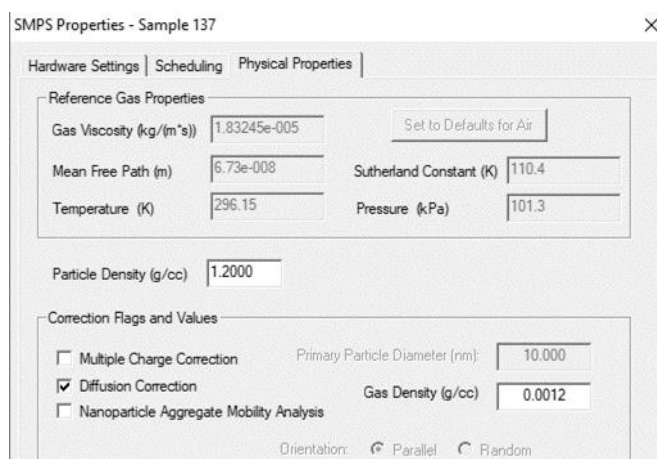 SMPS Properties - Sample 137
Hardware Settings Scheduling Physical Properties
Reference Gas Properties
Gas Viscosity (kg/(m*s)) 1.83245e-005 Set to Defaults for Air
Mean Free Path (m) 6.73e-008 Sutherland Constant (K) 110.4
Temperature (K) 296.15 Pressure (kPa) 101.3
Particle Density (g/cc) 1.2000
Correction Flags and Values
Multiple Charge Correction Primary Particle Diameter (nm): 10.000
Diffusion Correction Gas Density (g/cc) 0.0012
Nanoparticle Aggregate Mobility Analysis
Orientation: Parallel Random